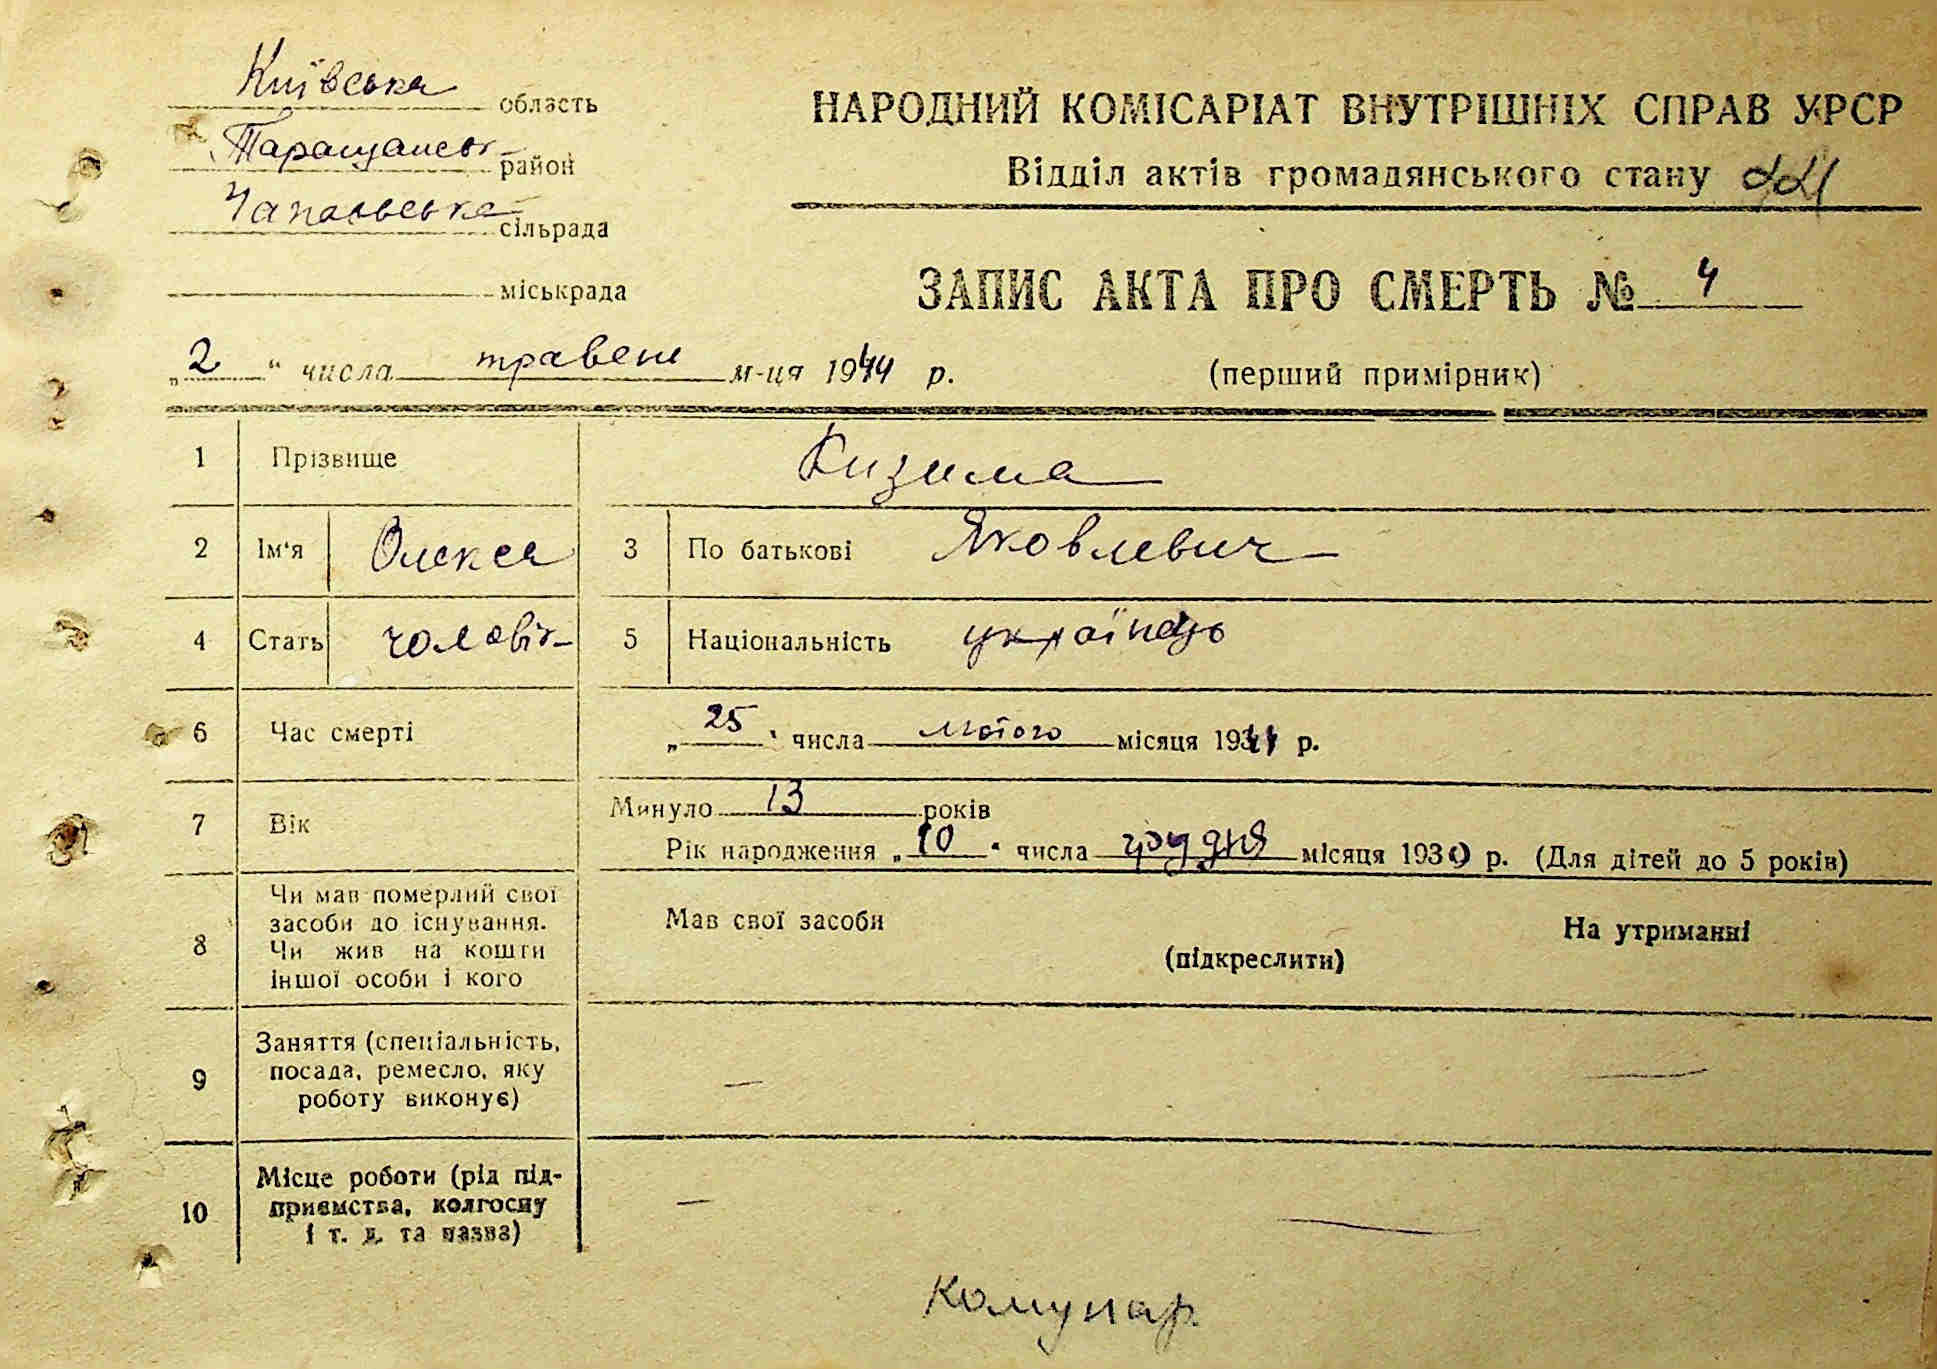 Київська область
Таращанськ район
сільрада
міськрада
„2" числа травень м-ця 1944 р.
НАРОДНИЙ КОМІСАРІАТ ВНУТРІШНІХ СПРАВ УРСР
Відділ актів громадянського стану
ЗАПИС АКТА ПРО СМЕРТЬ № 4
(перший примірник)
1 Прізвище Кизима
2 Ім'я Олекса 3 По батькові Яковлевич
4 Стать чоловік 5 Національність українець
6 Час смерті „25" числа лютого місяця 1944 р.
7 Вік Минуло 13 років
Рік народження „10" числа грудня місяця 1930 р. (Для дітей до 5 років)
8 Чи мав померлий свої
засоби до існування.
Чи жив на кошти
іншої особи і кого
Мав свої засоби
(підкреслити)
На утриманні
9 Заняття (спеціальність,
посада, ремесло, яку
роботу виконує) — —
10 Місце роботи (рід під-
приємства, колгоспу
і т. д. та назва) — —
Комунар.